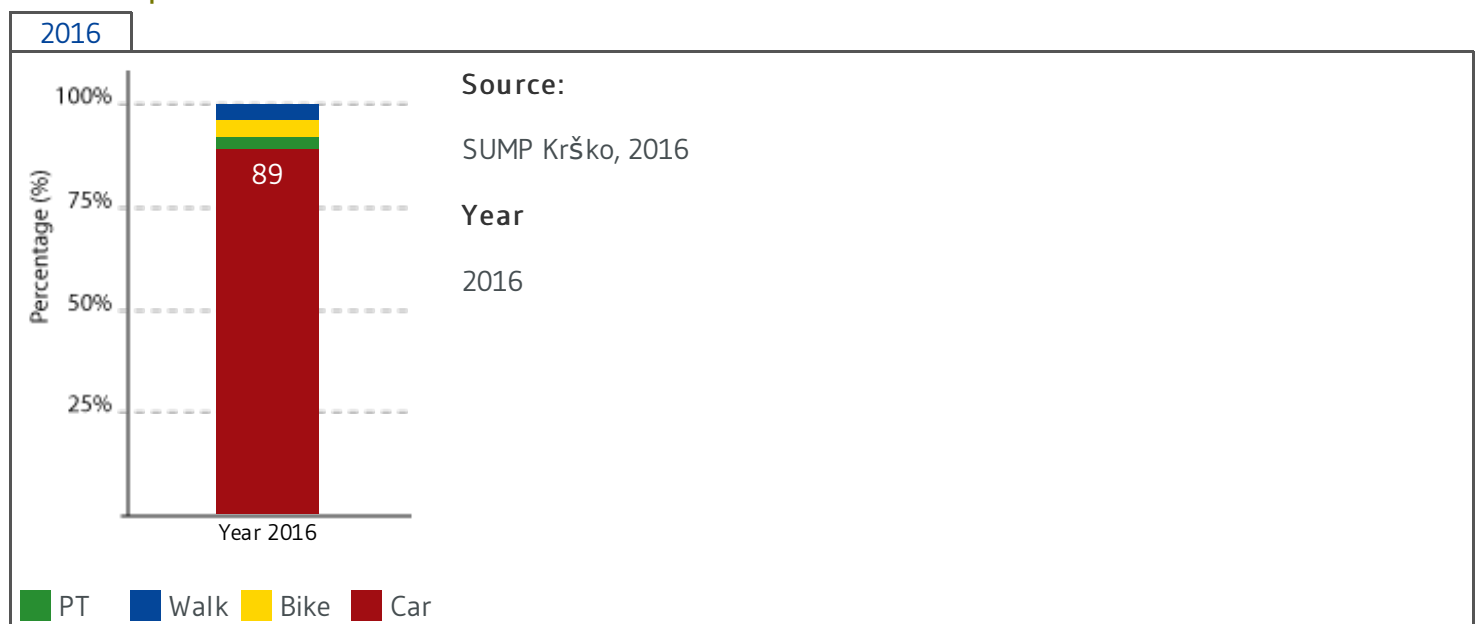 2016
100%
75%
50%
25%
Percentage (%)
89
Year 2016
Source:
SUMP Krško, 2016
Year
2016
PT Walk Bike Car